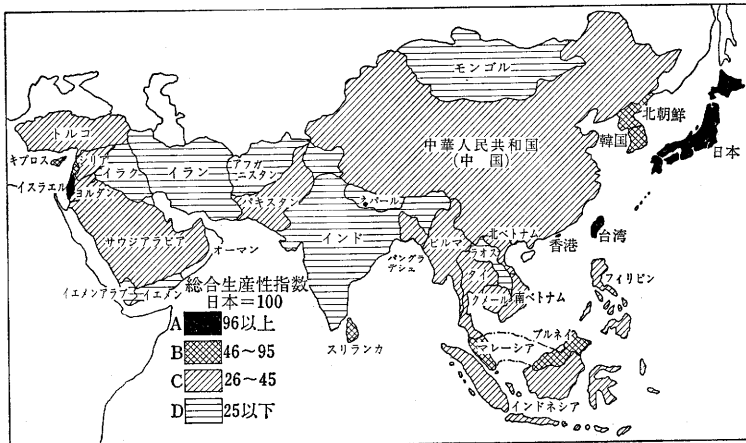 モンゴル
北朝鮮
韓国
日本
中華人民共和国
(中国)
トルコ
キプロス
シリア
イスラエル
イラク
ヨルダン
イラン
アフガ
ニスタン
パキスタン
ネパール
サウジアラビア
オーマン
インド
バングラ
デシュ
ビルマ
北ベトナム
ラオス
香港
台湾
タイ
クメール
南ベトナム
フィリピン
イエメンアラブ
イエメン
スリランカ
マレーシア
ブルネイ
インドネシア
総合生産性指数
日本=100
A 96以上
B 46~95
C 26~45
D 25以下